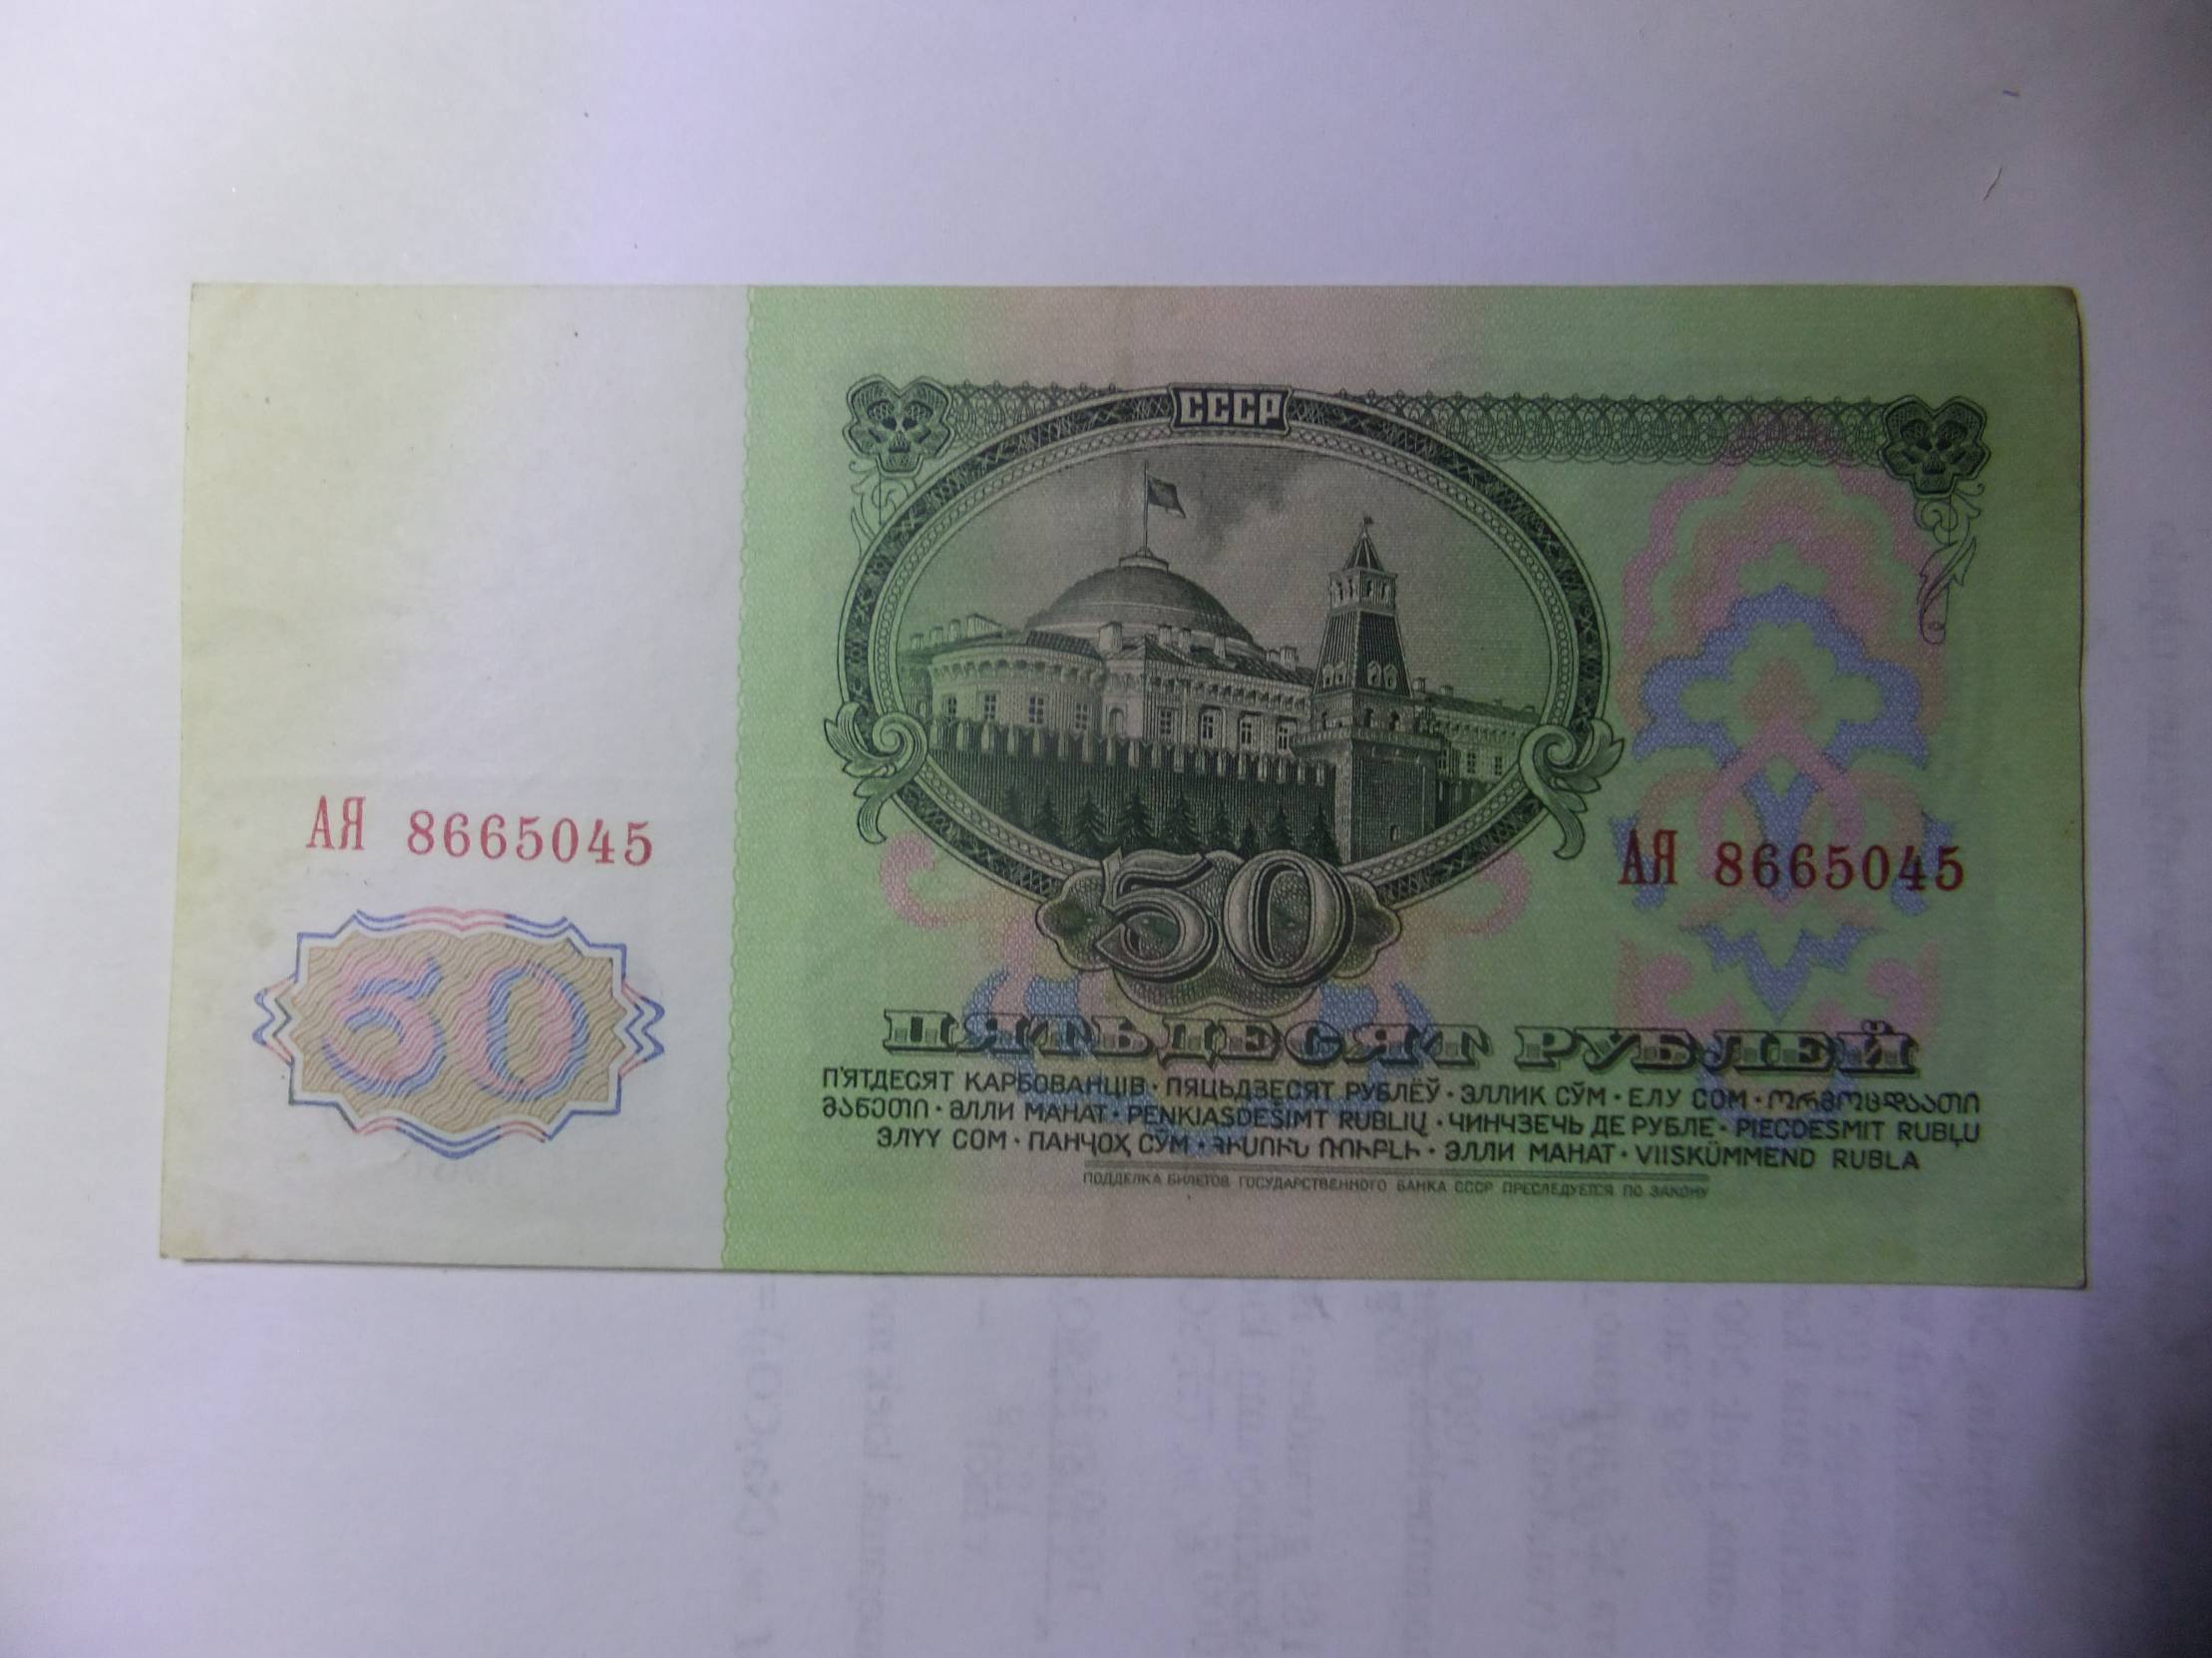 СССР
АЯ 8665045
АЯ 8665045
50
50
ПЯТЬДЕСЯТ РУБЛЕЙ
П'ЯТДЕСЯТ КАРБОВАНЦІВ · ПЯЦЬДЗЕСЯТ РУБЛЁЎ · ЭЛЛИК СЎМ · ЕЛУ СОМ · ᲝᲠᲛᲝᲪᲓᲐᲐᲗᲘ
ᲛᲐᲜᲔᲗᲘ · ӘЛЛИ МАНАТ · PENKIASDEŠIMT RUBLIŲ · ЧИНЧЗЕЧЬ ДЕ РУБЛЕ · PIECDESMIT RUBĻU
ЭЛҮҮ СОМ · ПАНҶОҲ СӮМ · ՀԻՍՈՒՆ ՌՈՒԲԼԻ · ЭЛЛИ МАНАТ · VIISKÜMMEND RUBLA
ПОДДЕЛКА БИЛЕТОВ ГОСУДАРСТВЕННОГО БАНКА СССР ПРЕСЛЕДУЕТСЯ ПО ЗАКОНУ